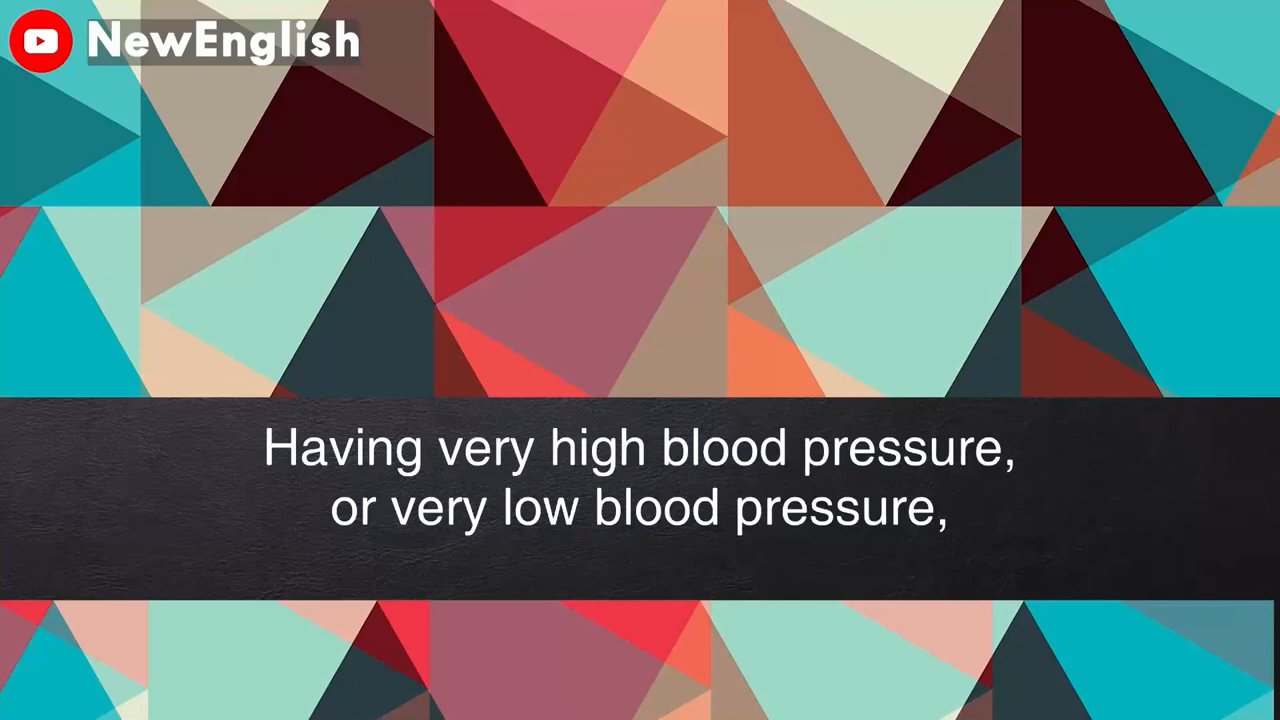 NewEnglish
Having very high blood pressure,
or very low blood pressure,